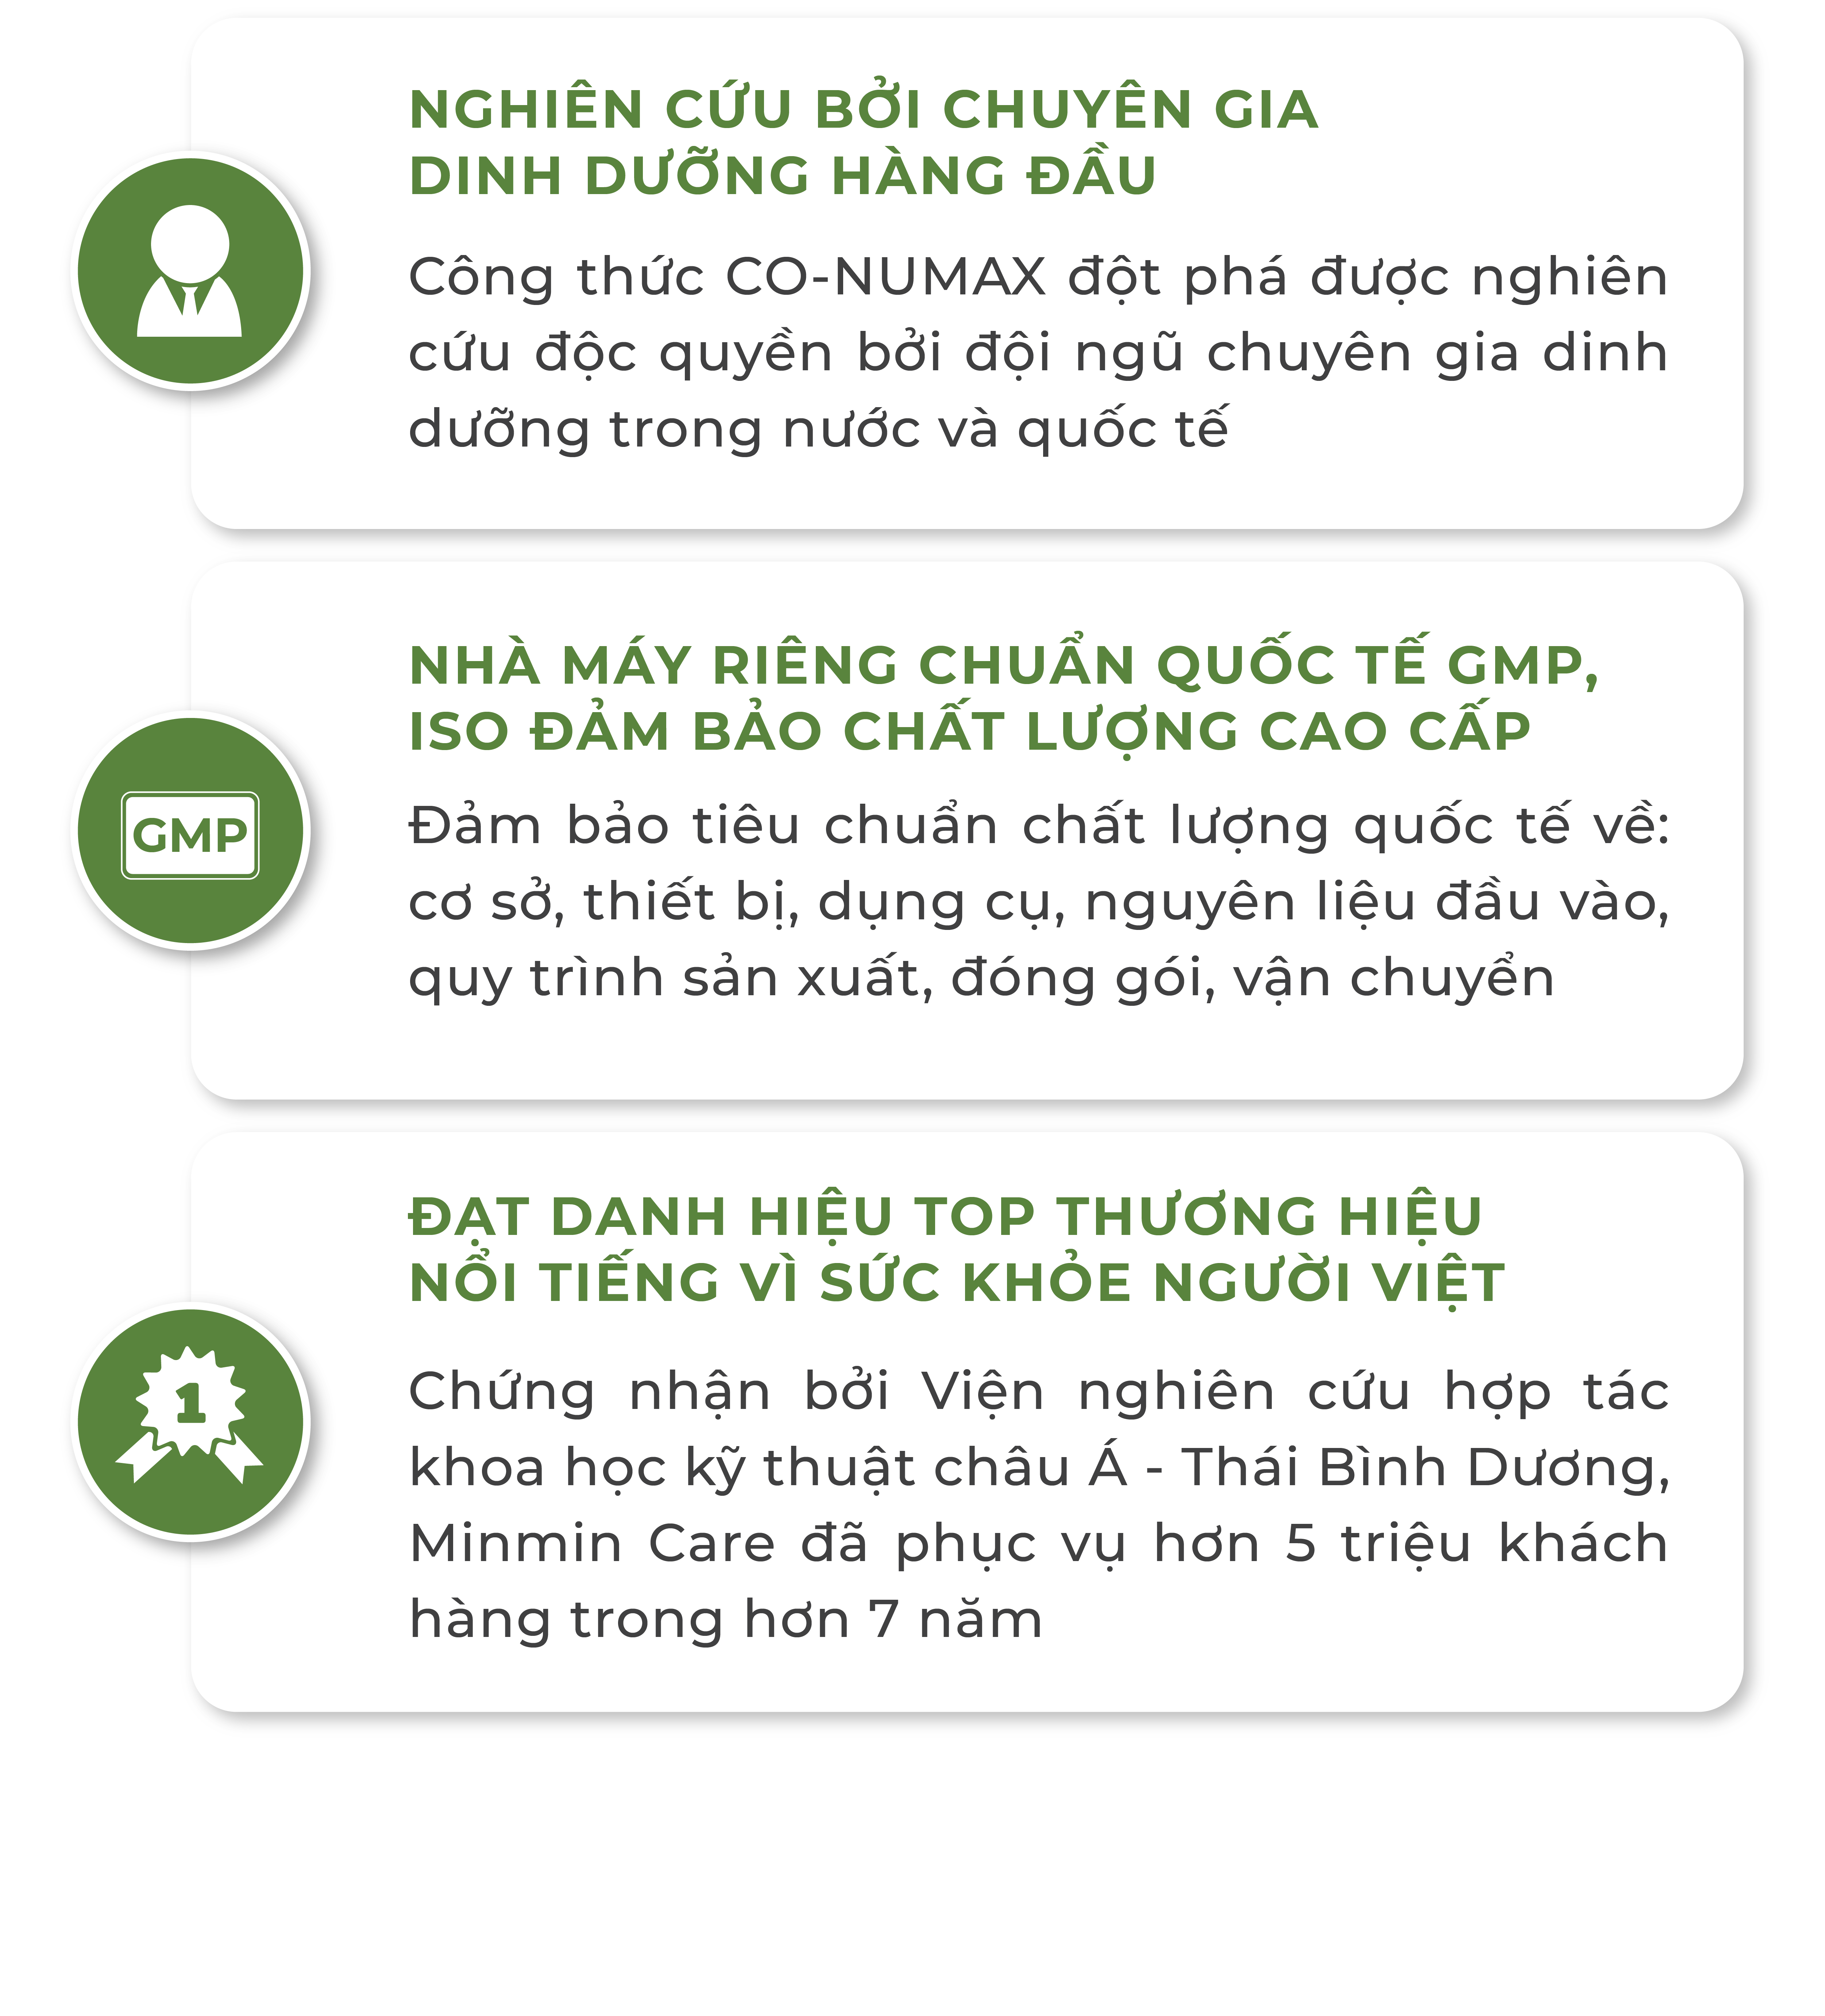 NGHIÊN CỨU BỞI CHUYÊN GIA
DINH DƯỠNG HÀNG ĐẦU
Công thức CO-NUMAX đột phá được nghiên
cứu độc quyền bởi đội ngũ chuyên gia dinh
dưỡng trong nước và quốc tế
NHÀ MÁY RIÊNG CHUẨN QUỐC TẾ GMP,
ISO ĐẢM BẢO CHẤT LƯỢNG CAO CẤP
GMP
Đảm bảo tiêu chuẩn chất lượng quốc tế về:
cơ sở, thiết bị, dụng cụ, nguyên liệu đầu vào,
quy trình sản xuất, đóng gói, vận chuyển
ĐẠT DANH HIỆU TOP THƯƠNG HIỆU
NỔI TIẾNG VÌ SỨC KHỎE NGƯỜI VIỆT
1
Chứng nhận bởi Viện nghiên cứu hợp tác
khoa học kỹ thuật châu Á - Thái Bình Dương,
Minmin Care đã phục vụ hơn 5 triệu khách
hàng trong hơn 7 năm